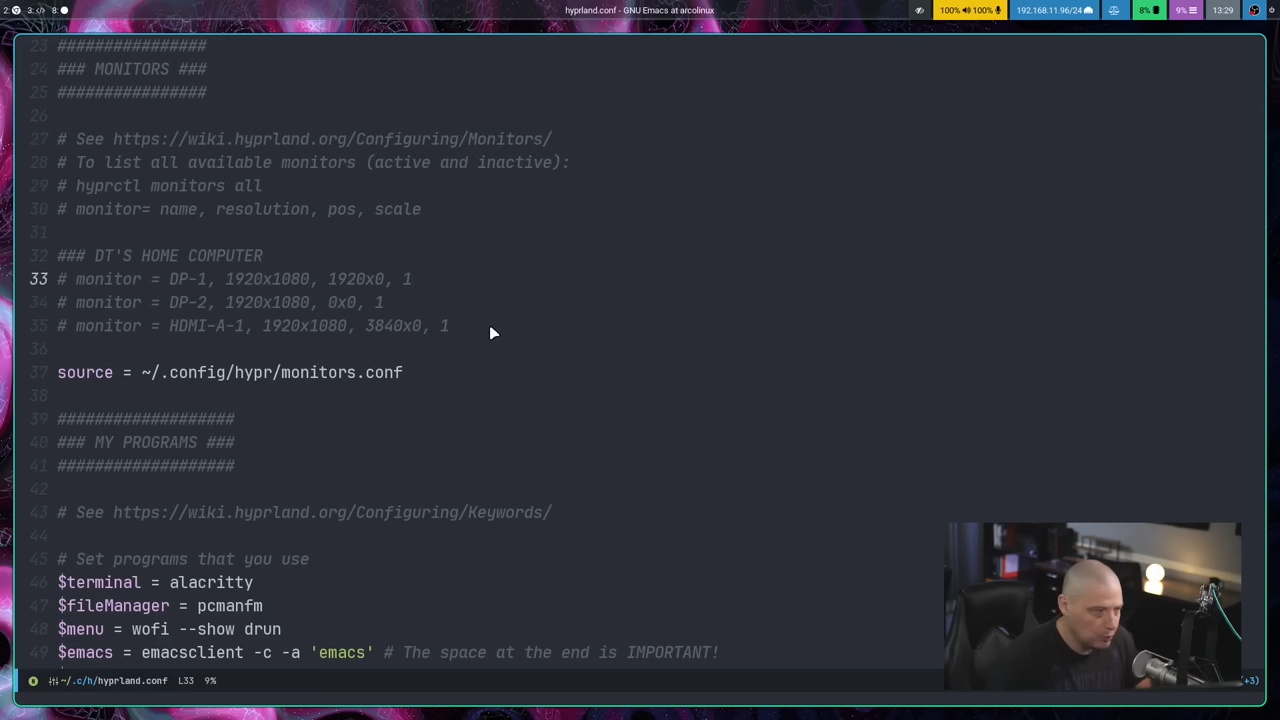 2: 3: </> 8: hyprland.conf - GNU Emacs at arcolinux 100% 100% 192.168.11.96/24 8% 9% 13:29
23 ################
24 ### MONITORS ###
25 ################
26
27 # See https://wiki.hyprland.org/Configuring/Monitors/
28 # To list all available monitors (active and inactive):
29 # hyprctl monitors all
30 # monitor= name, resolution, pos, scale
31
32 ### DT'S HOME COMPUTER
33 # monitor = DP-1, 1920x1080, 1920x0, 1
34 # monitor = DP-2, 1920x1080, 0x0, 1
35 # monitor = HDMI-A-1, 1920x1080, 3840x0, 1
36
37 source = ~/.config/hypr/monitors.conf
38
39 ###################
40 ### MY PROGRAMS ###
41 ###################
42
43 # See https://wiki.hyprland.org/Configuring/Keywords/
44
45 # Set programs that you use
46 $terminal = alacritty
47 $fileManager = pcmanfm
48 $menu = wofi --show drun
49 $emacs = emacsclient -c -a 'emacs' # The space at the end is IMPORTANT!
N ~/.c/h/hyprland.conf L33 9% (+3)